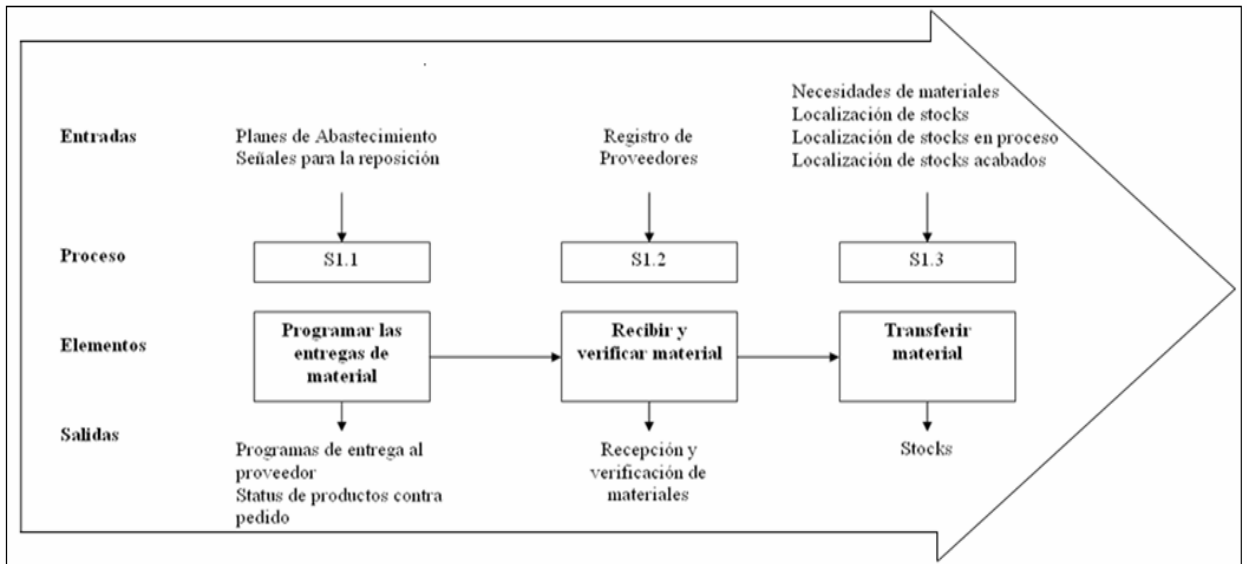 Entradas
Planes de Abastecimiento
Señales para la reposición
Registro de
Proveedores
Necesidades de materiales
Localización de stocks
Localización de stocks en proceso
Localización de stocks acabados
Proceso
S1.1
S1.2
S1.3
Elementos
Programar las
entregas de
material
Recibir y
verificar material
Transferir
material
Salidas
Programas de entrega al
proveedor
Status de productos contra
pedido
Recepción y
verificación de
materiales
Stocks